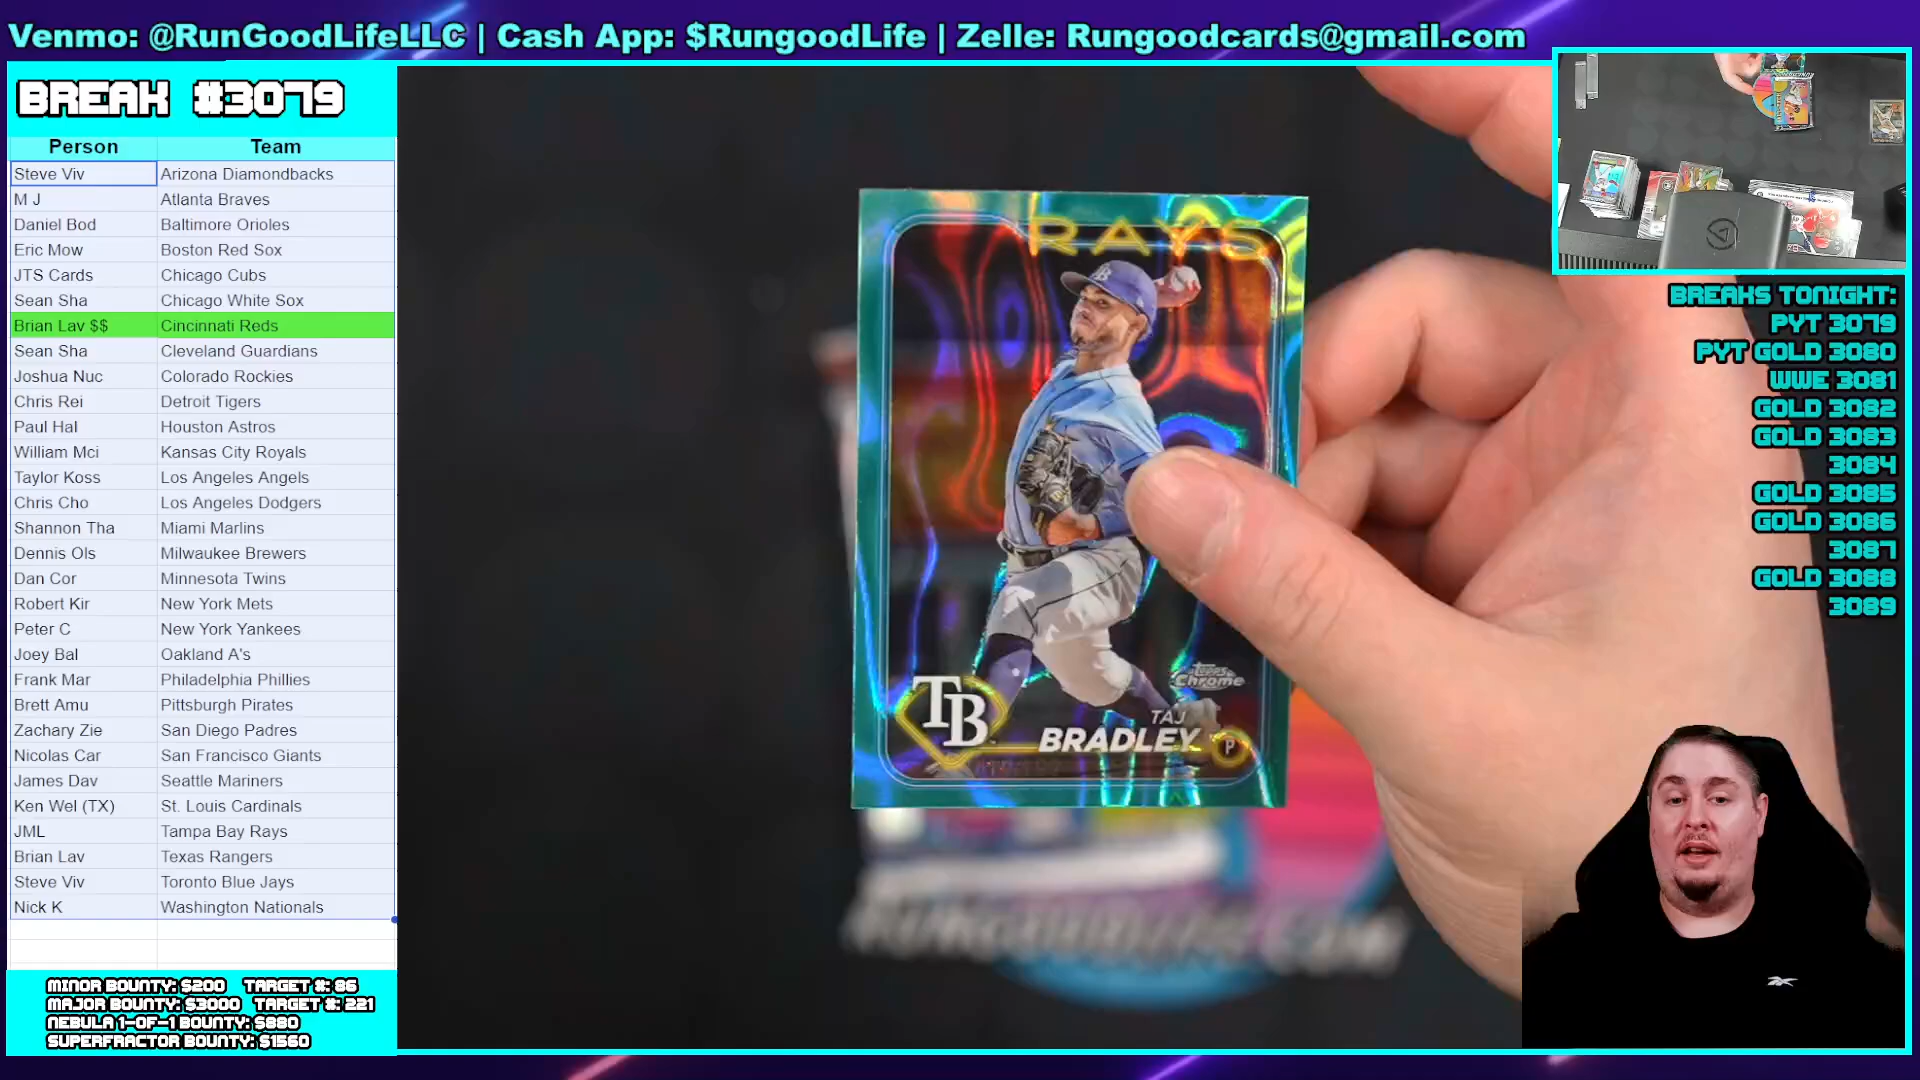 Venmo: @RunGoodLifeLLC | Cash App: $RungoodLife | Zelle: Rungoodcards@gmail.com
BREAK #3079
Person Team
Steve Viv Arizona Diamondbacks
M J Atlanta Braves
Daniel Bod Baltimore Orioles
Eric Mow Boston Red Sox
JTS Cards Chicago Cubs
Sean Sha Chicago White Sox
Brian Lav $$ Cincinnati Reds
Sean Sha Cleveland Guardians
Joshua Nuc Colorado Rockies
Chris Rei Detroit Tigers
Paul Hal Houston Astros
William Mci Kansas City Royals
Taylor Koss Los Angeles Angels
Chris Cho Los Angeles Dodgers
Shannon Tha Miami Marlins
Dennis Ols Milwaukee Brewers
Dan Cor Minnesota Twins
Robert Kir New York Mets
Peter C New York Yankees
Joey Bal Oakland A's
Frank Mar Philadelphia Phillies
Brett Amu Pittsburgh Pirates
Zachary Zie San Diego Padres
Nicolas Car San Francisco Giants
James Dav Seattle Mariners
Ken Wel (TX) St. Louis Cardinals
JML Tampa Bay Rays
Brian Lav Texas Rangers
Steve Viv Toronto Blue Jays
Nick K Washington Nationals
MINOR BOUNTY: $200 TARGET #: 86
MAJOR BOUNTY: $3000 TARGET #: 221
NEBULA 1-OF-1 BOUNTY: $880
SUPERFRACTOR BOUNTY: $1560
RAYS
TB
Topps
Chrome
TAJ
BRADLEY P
RUNGOODLIFE.COM
BREAKS TONIGHT:
PYT 3079
PYT GOLD 3080
WWE 3081
GOLD 3082
GOLD 3083
3084
GOLD 3085
GOLD 3086
3087
GOLD 3088
3089